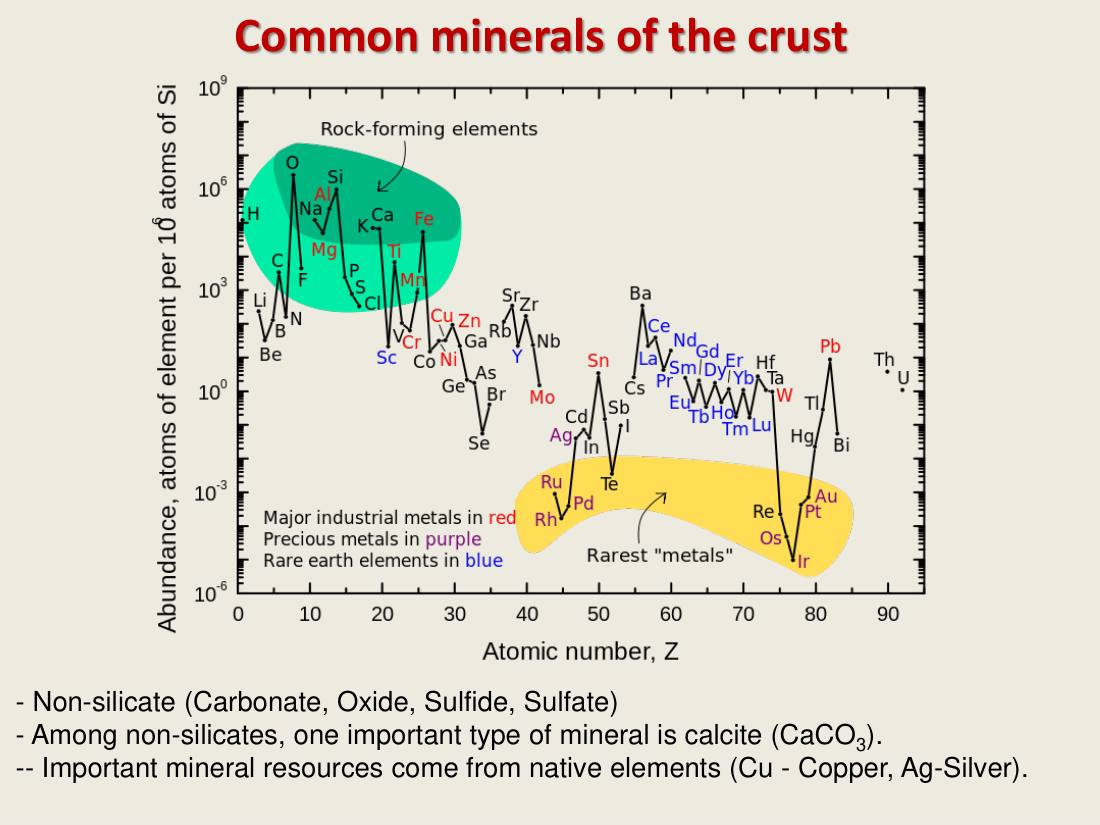 Common minerals of the crust
Abundance, atoms of element per 10⁶ atoms of Si
10⁹
10⁶
10³
10⁰
10⁻³
10⁻⁶
Rock-forming elements
H
Li
Be
B
C
N
O
F
Na
Mg
Al
Si
P
S
Cl
K
Ca
Sc
Ti
V
Cr
Mn
Fe
Co
Ni
Cu
Zn
Ga
Ge
As
Se
Br
Rb
Sr
Y
Zr
Nb
Mo
Ru
Rh
Pd
Ag
Cd
In
Sn
Sb
Te
I
Cs
Ba
La
Ce
Pr
Nd
Sm
Eu
Gd
Tb
Dy
Ho
Er
Tm
Yb
Lu
Hf
Ta
W
Re
Os
Ir
Pt
Au
Hg
Tl
Pb
Bi
Th
U
Major industrial metals in red
Precious metals in purple
Rare earth elements in blue
Rarest "metals"
0 10 20 30 40 50 60 70 80 90
Atomic number, Z
- Non-silicate (Carbonate, Oxide, Sulfide, Sulfate)
- Among non-silicates, one important type of mineral is calcite (CaCO₃).
-- Important mineral resources come from native elements (Cu - Copper, Ag-Silver).